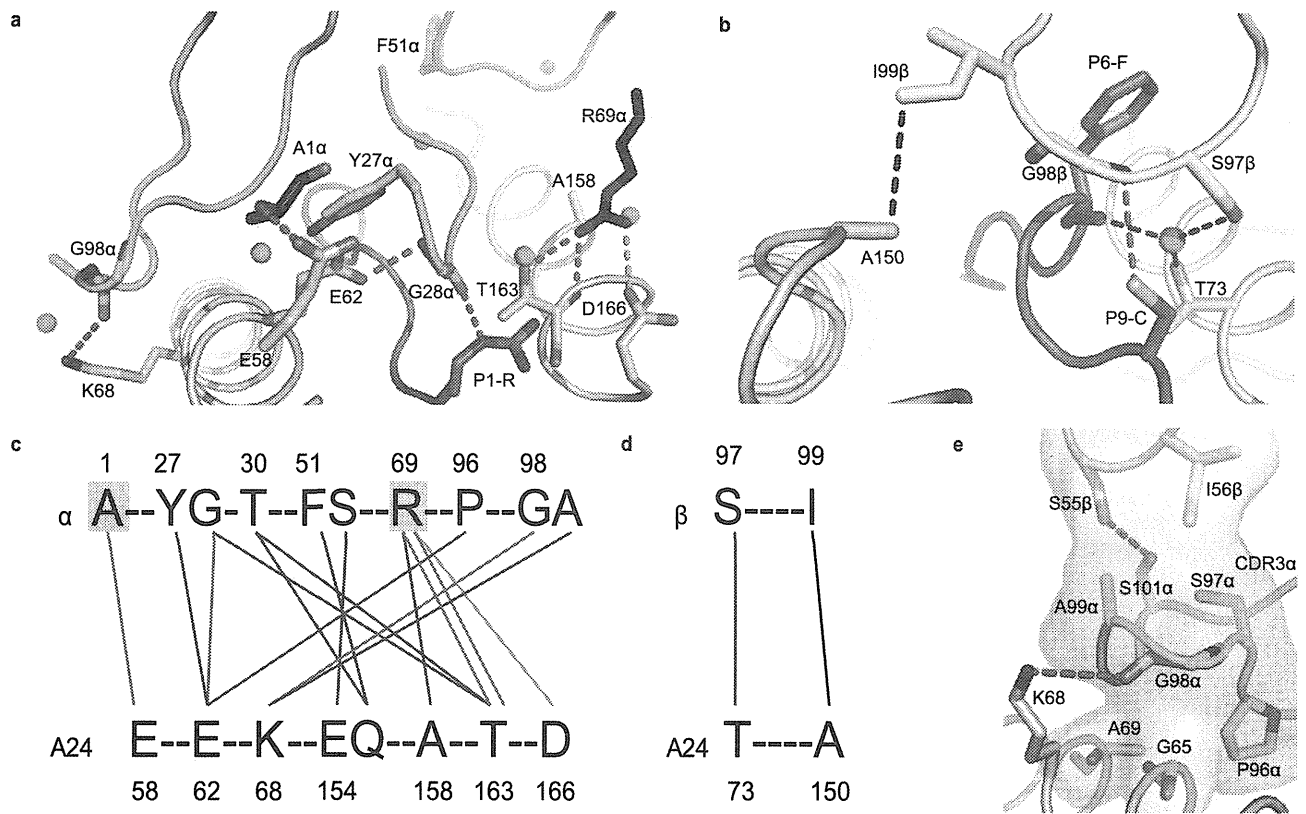 a
F51α
R69α
A1α
Y27α
A158
G98α
E62
G28α
T163
D166
E58
K68
P1-R
b
I99β
P6-F
S97β
G98β
A150
T73
P9-C
c
1 27 30 51 69 96 98
α A--YG-T--FS--R--P--GA
A24 E--E--K--EQ--A--T--D
58 62 68 154 158 163 166
d
97 99
β S----I
A24 T----A
73 150
e
I56β
S55β
CDR3α
S101α
S97α
A99α
G98α
K68
A69
G65
P96α